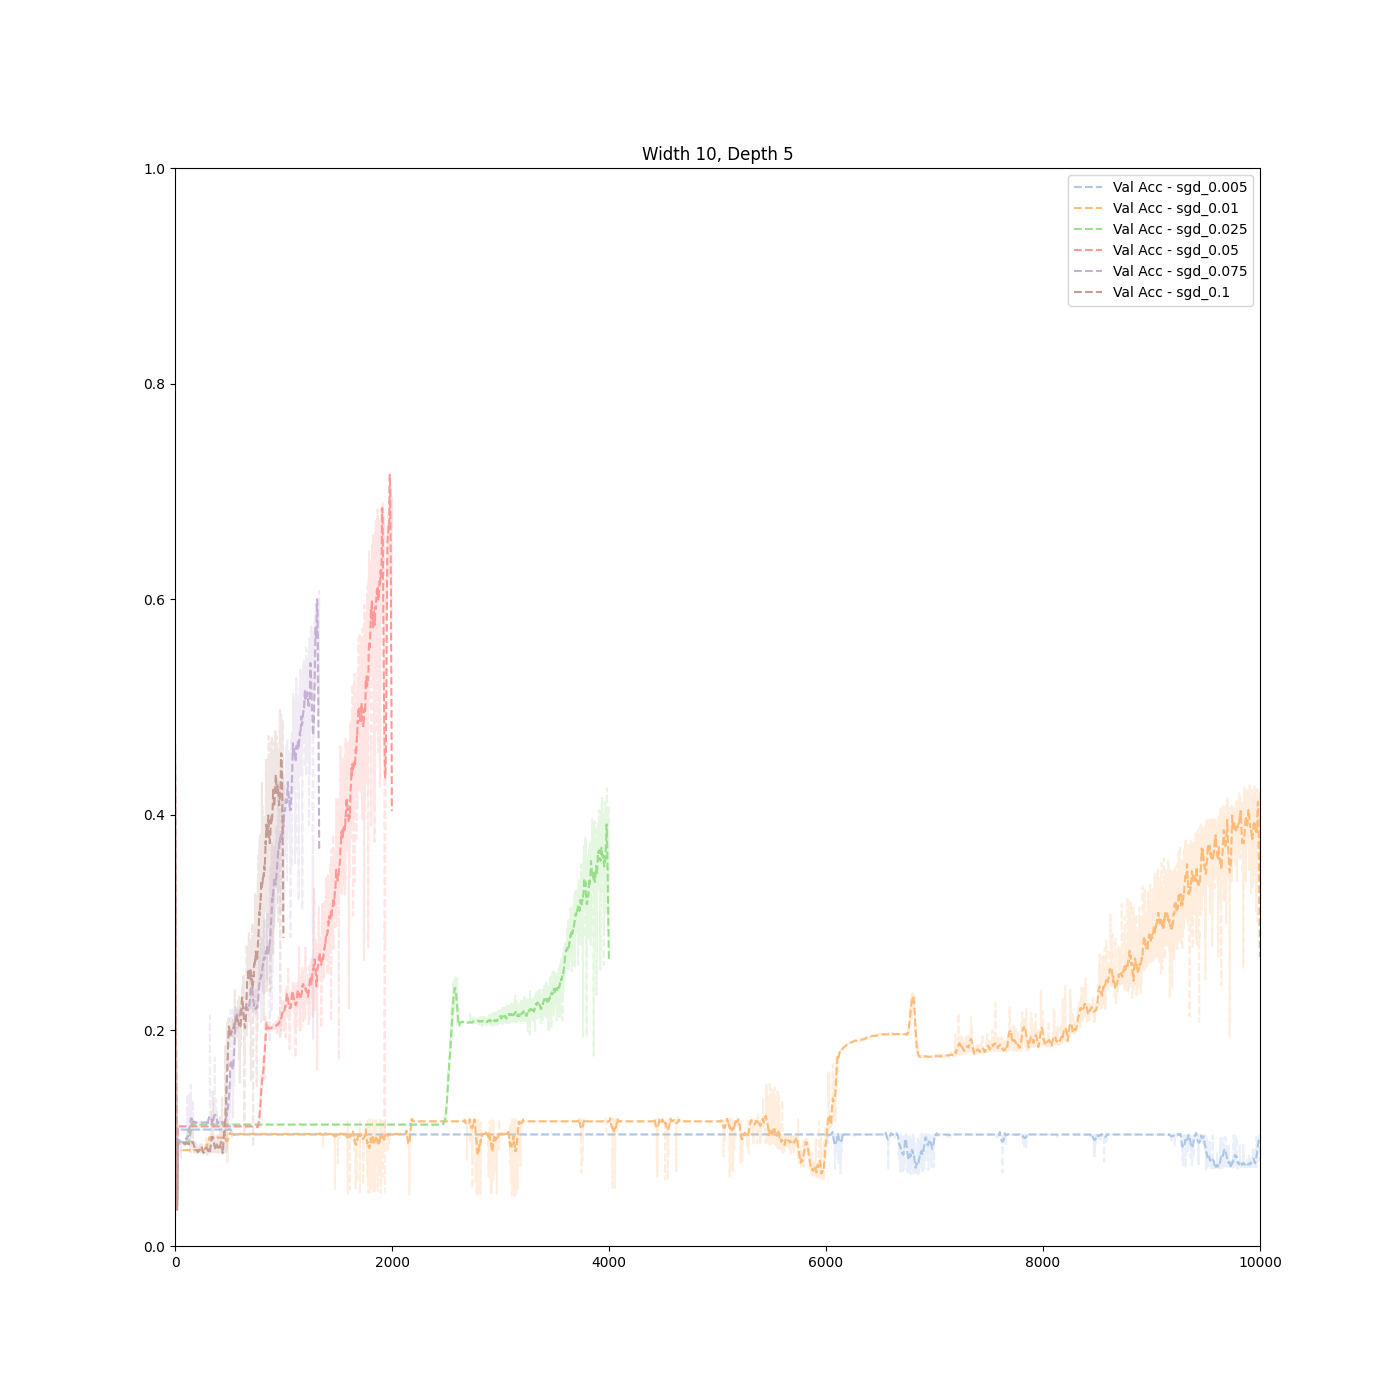 Width 10, Depth 5
1.0
0.8
0.6
0.4
0.2
0.0
0 2000 4000 6000 8000 10000
Val Acc - sgd_0.005
Val Acc - sgd_0.01
Val Acc - sgd_0.025
Val Acc - sgd_0.05
Val Acc - sgd_0.075
Val Acc - sgd_0.1